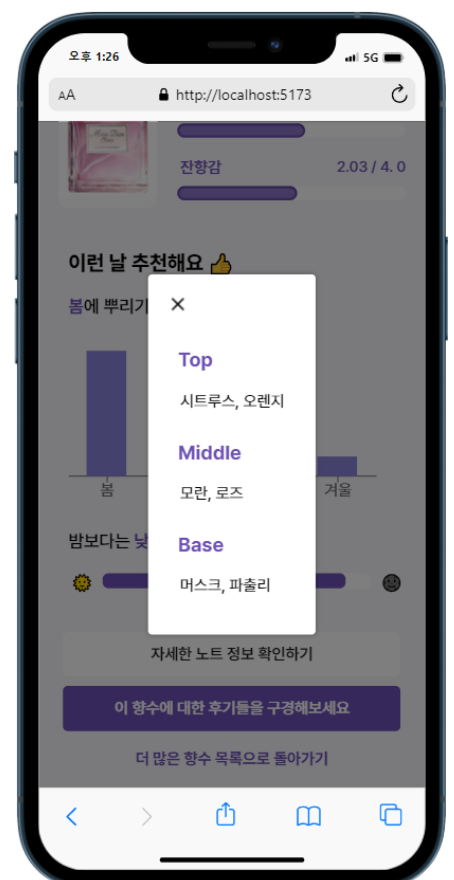 오후 1:26
5G
AA
http://localhost:5173
Miss Dior
잔향감
2.03 / 4. 0
이런 날 추천해요 👍
봄에 뿌리기
Top
시트루스, 오렌지
Middle
모란, 로즈
봄
겨울
밤보다는 낮
Base
머스크, 파출리
자세한 노트 정보 확인하기
이 향수에 대한 후기들을 구경해보세요
더 많은 향수 목록으로 돌아가기